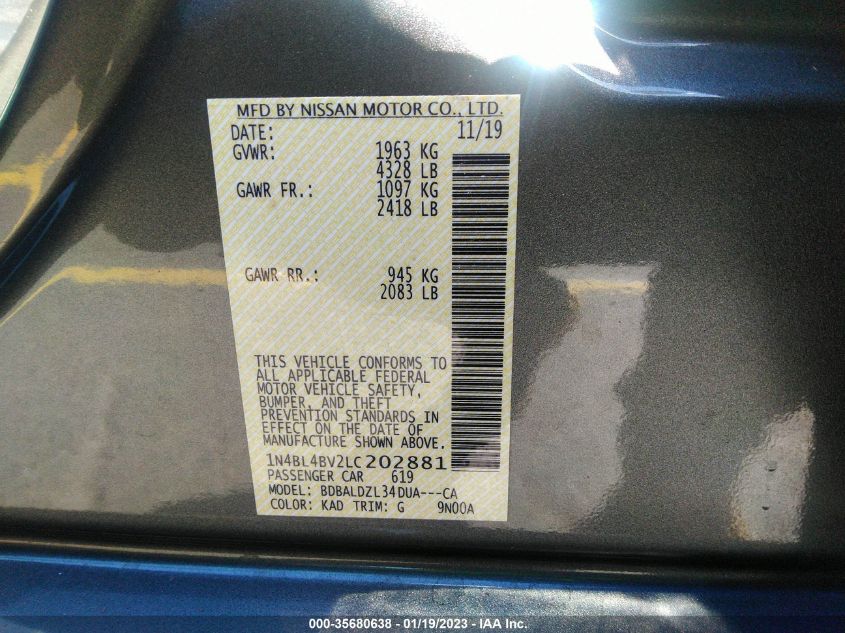 MFD BY NISSAN MOTOR CO., LTD.
DATE: 11/19
GVWR: 1963 KG
4328 LB
GAWR FR.: 1097 KG
2418 LB
GAWR RR.: 945 KG
2083 LB
THIS VEHICLE CONFORMS TO
ALL APPLICABLE FEDERAL
MOTOR VEHICLE SAFETY,
BUMPER, AND THEFT
PREVENTION STANDARDS IN
EFFECT ON THE DATE OF
MANUFACTURE SHOWN ABOVE.
1N4BL4BV2LC202881
PASSENGER CAR 619
MODEL: BDBALDZL34DUA---CA
COLOR: KAD TRIM: G 9N00A
000-35680638 - 01/19/2023 - IAA Inc.